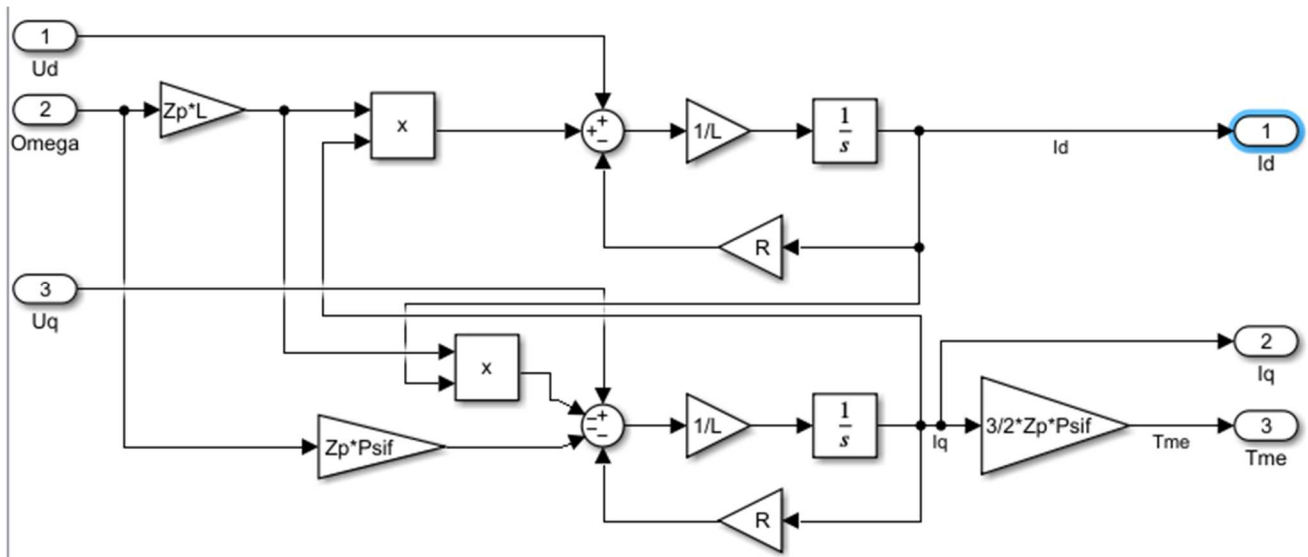 1
Ud
2
Omega
Zp*L
x
+
+
−
1/L
1
s
Id
1
Id
R
3
Uq
x
Zp*Psif
+
−
−
−
1/L
1
s
Iq
R
3/2*Zp*Psif
Tme
2
Iq
3
Tme